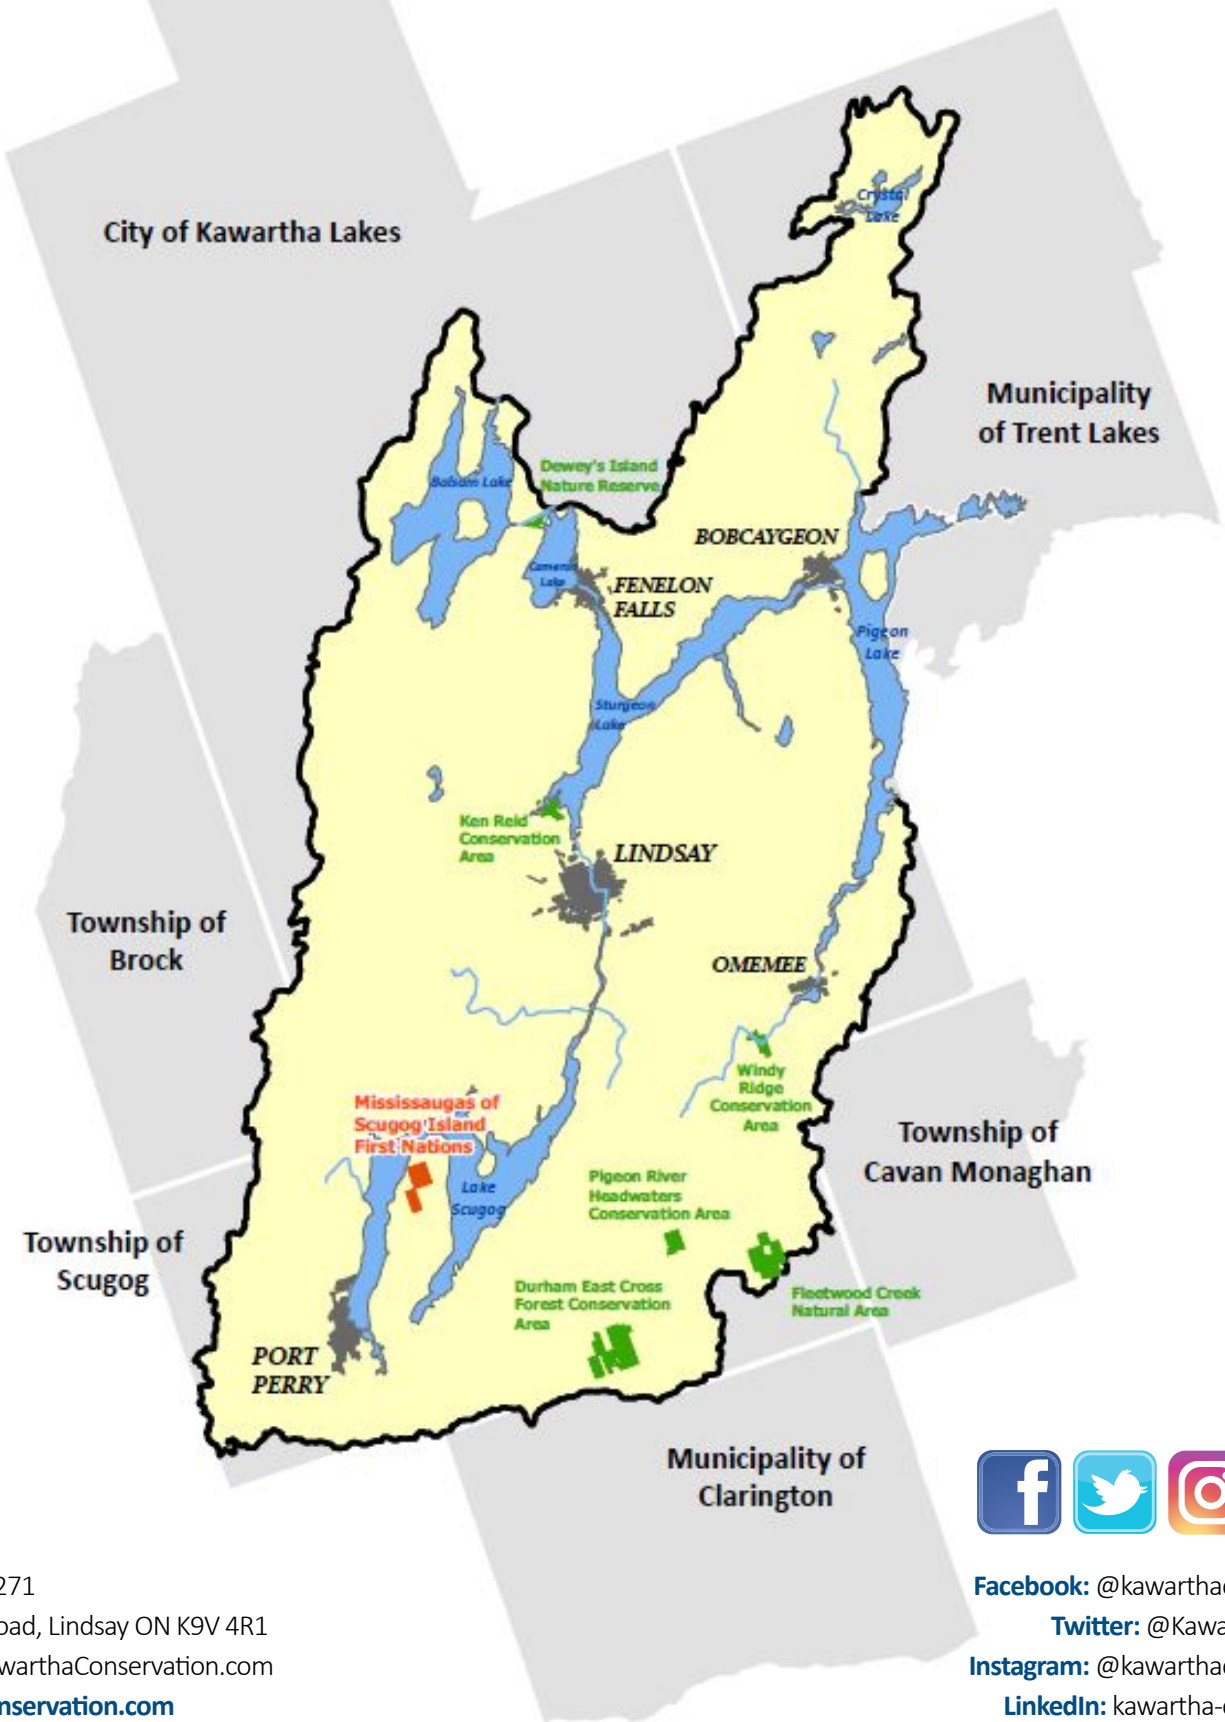 Crystal
Lake
City of Kawartha Lakes
Municipality
of Trent Lakes
Dewey's Island
Nature Reserve
Balsam Lake
BOBCAYGEON
Cameron
Lake
FENELON
FALLS
Pigeon
Lake
Sturgeon
Lake
Ken Reid
Conservation
Area
LINDSAY
Township of
Brock
OMEMEE
Windy
Ridge
Conservation
Area
Mississaugas of
Scugog Island
First Nations
Township of
Cavan Monaghan
Lake
Scugog
Pigeon River
Headwaters
Conservation Area
Township of
Scugog
Durham East Cross
Forest Conservation
Area
Fleetwood Creek
Natural Area
PORT
PERRY
Municipality of
Clarington
271
oad, Lindsay ON K9V 4R1
warthaConservation.com
nservation.com
Facebook: @kawarthac
Twitter: @Kawa
Instagram: @kawarthac
LinkedIn: kawartha-c